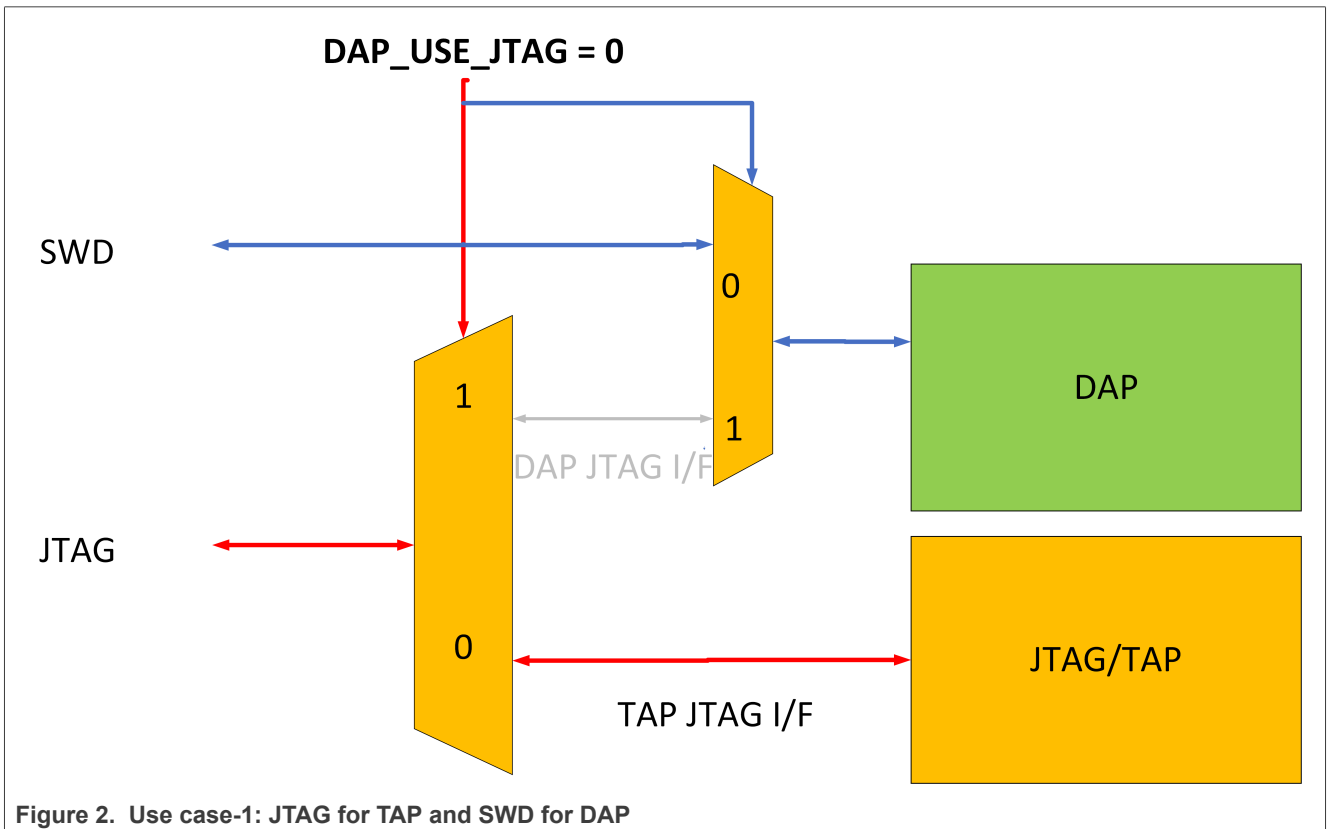 DAP_USE_JTAG = 0
SWD
0
DAP
1
1
DAP JTAG I/F
JTAG
0
JTAG/TAP
TAP JTAG I/F
Figure 2. Use case-1: JTAG for TAP and SWD for DAP